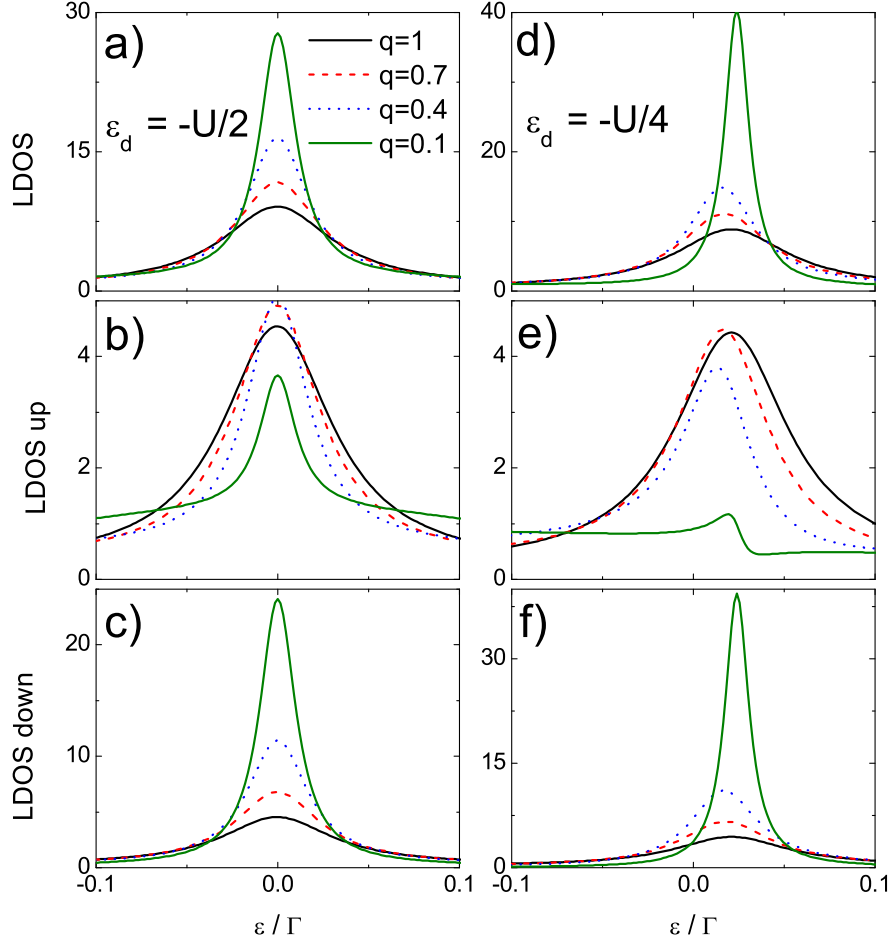 30
15
0
LDOS
a)
εd = -U/2
q=1
q=0.7
q=0.4
q=0.1
40
20
0
d)
εd = -U/4
4
2
0
LDOS up
b)
4
2
0
e)
20
10
0
LDOS down
c)
-0.1
0.0
0.1
ε / Γ
30
15
0
f)
-0.1
0.0
0.1
ε / Γ